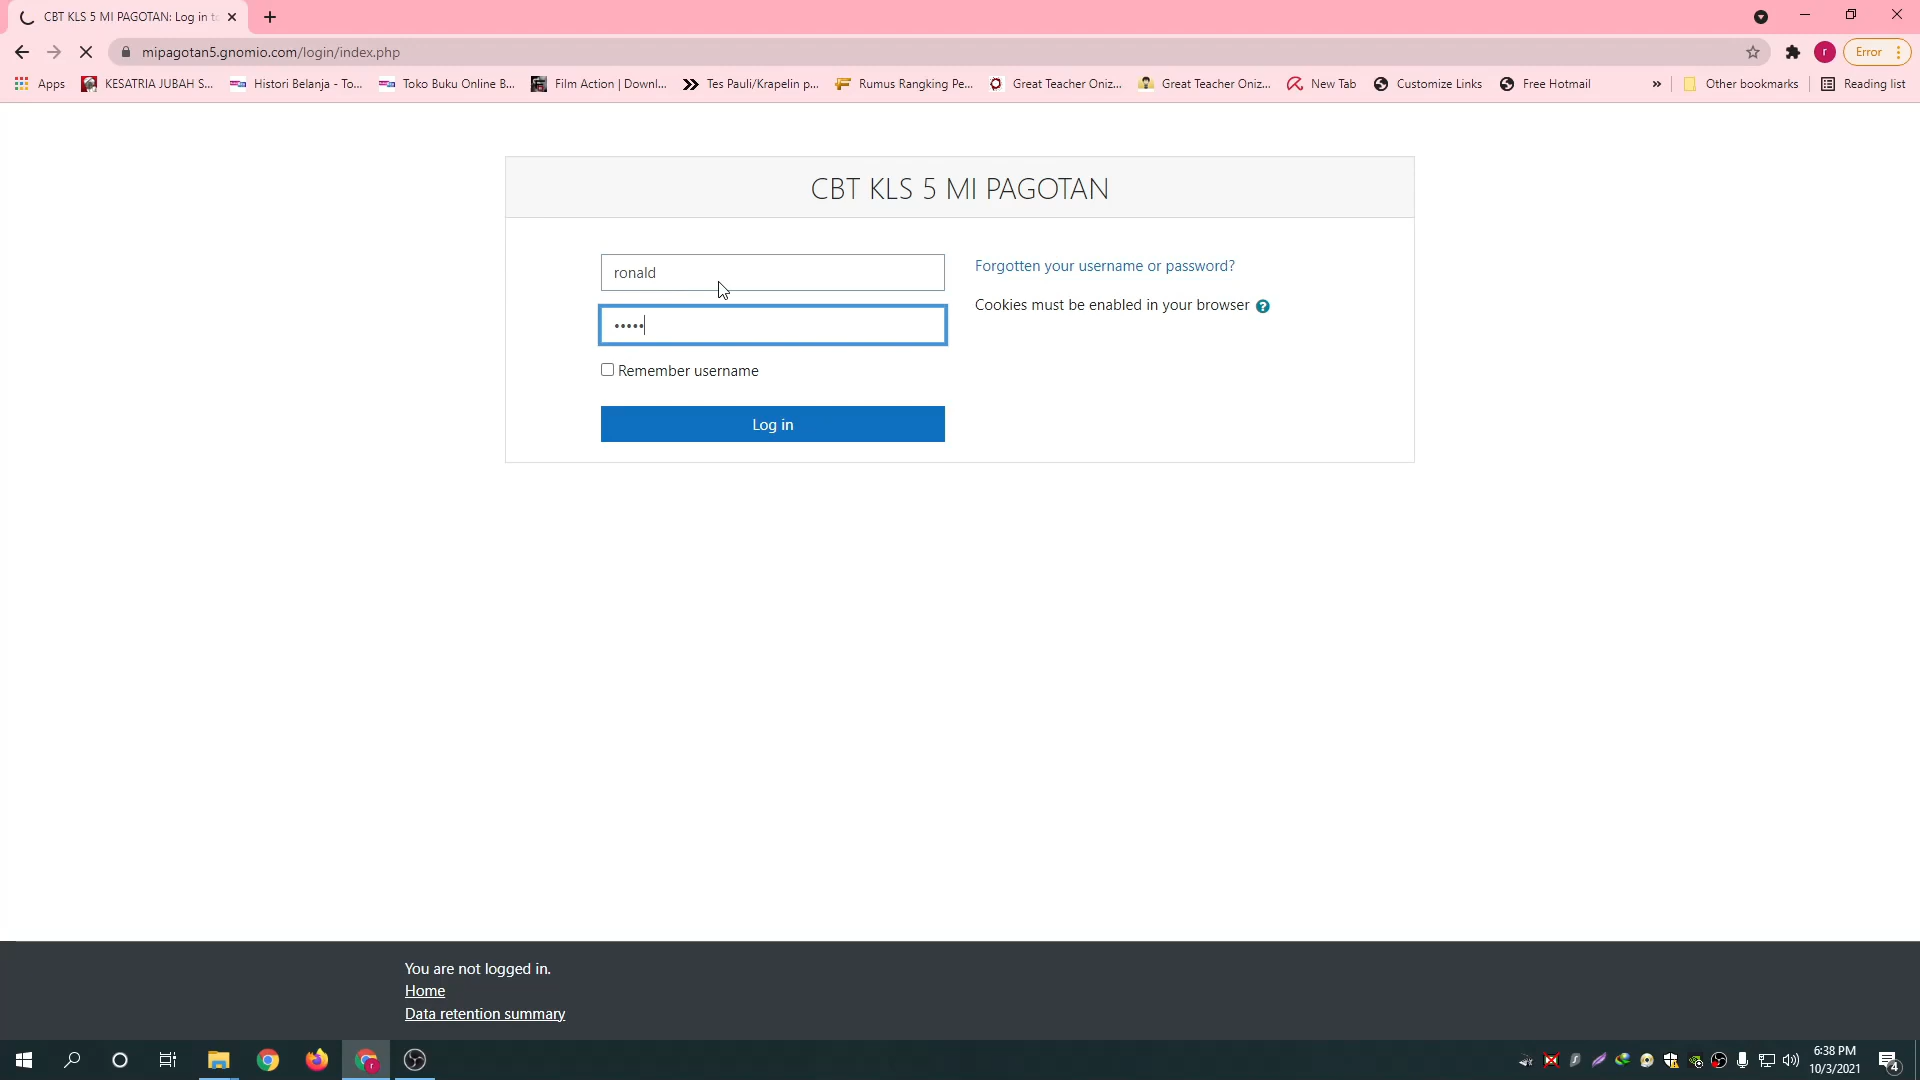 CBT KLS 5 MI PAGOTAN: Log in to
mipagotan5.gnomio.com/login/index.php
r
Error
Apps
KESATRIA JUBAH S...
Histori Belanja - To...
Toko Buku Online B...
Film Action | Downl...
Tes Pauli/Krapelin p...
Rumus Rangking Pe...
Great Teacher Oniz...
Great Teacher Oniz...
New Tab
Customize Links
Free Hotmail
»
Other bookmarks
Reading list
CBT KLS 5 MI PAGOTAN
ronald
•••••
Remember username
Log in
Forgotten your username or password?
Cookies must be enabled in your browser ?
You are not logged in.
Home
Data retention summary
r
6:38 PM
10/3/2021
4